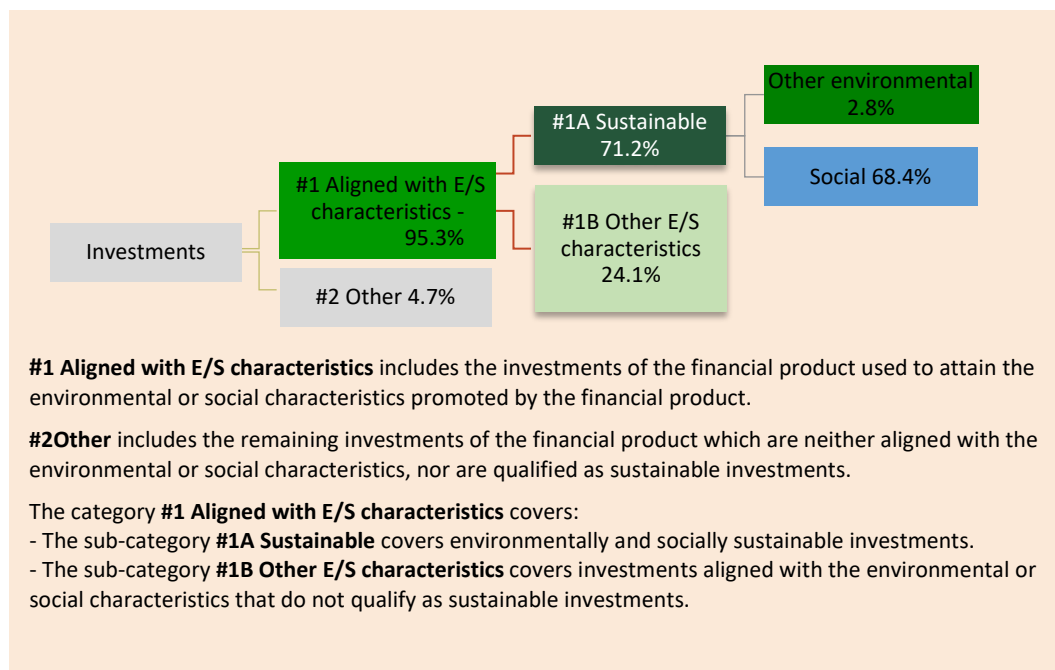 Other environmental
2.8%
#1A Sustainable
71.2%
Social 68.4%
#1 Aligned with E/S
characteristics -
95.3%
#1B Other E/S
characteristics
24.1%
Investments
#2 Other 4.7%
#1 Aligned with E/S characteristics includes the investments of the financial product used to attain the
environmental or social characteristics promoted by the financial product.
#2Other includes the remaining investments of the financial product which are neither aligned with the
environmental or social characteristics, nor are qualified as sustainable investments.
The category #1 Aligned with E/S characteristics covers:
- The sub-category #1A Sustainable covers environmentally and socially sustainable investments.
- The sub-category #1B Other E/S characteristics covers investments aligned with the environmental or
social characteristics that do not qualify as sustainable investments.